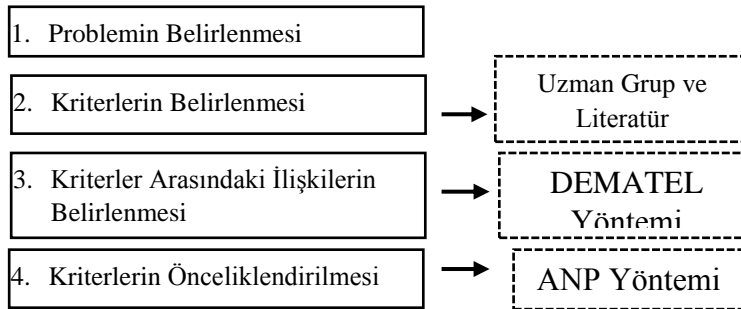 1. Problemin Belirlenmesi
2. Kriterlerin Belirlenmesi
Uzman Grup ve
Literatür
3. Kriterler Arasındaki İlişkilerin
Belirlenmesi
DEMATEL
Yöntemi
4. Kriterlerin Önceliklendirilmesi
ANP Yöntemi